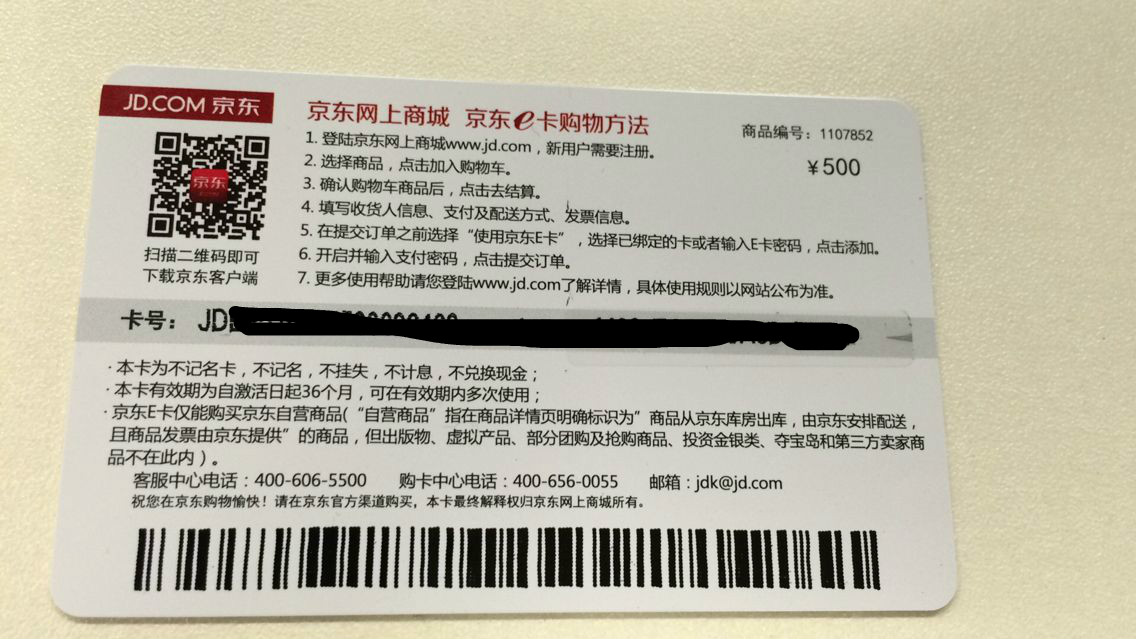 JD.COM 京东
京东网上商城 京东e卡购物方法
商品编号：1107852
¥500
1. 登陆京东网上商城www.jd.com，新用户需要注册。
2. 选择商品，点击加入购物车。
3. 确认购物车商品后，点击去结算。
4. 填写收货人信息、支付及配送方式、发票信息。
5. 在提交订单之前选择“使用京东E卡”，选择已绑定的卡或者输入E卡密码，点击添加。
6. 开启并输入支付密码，点击提交订单。
7. 更多使用帮助请您登陆www.jd.com了解详情，具体使用规则以网站公布为准。
京东
扫描二维码即可
下载京东客户端
卡号：JD
·本卡为不记名卡，不记名，不挂失，不计息，不兑换现金；
·本卡有效期为自激活日起36个月，可在有效期内多次使用；
·京东E卡仅能购买京东自营商品(“自营商品”指在商品详情页明确标识为”商品从京东库房出库，由京东安排配送，
且商品发票由京东提供”的商品，但出版物、虚拟产品、部分团购及抢购商品、投资金银类、夺宝岛和第三方卖家商
品不在此内）。
客服中心电话：400-606-5500 购卡中心电话：400-656-0055 邮箱：jdk@jd.com
祝您在京东购物愉快！请在京东官方渠道购买，本卡最终解释权归京东网上商城所有。